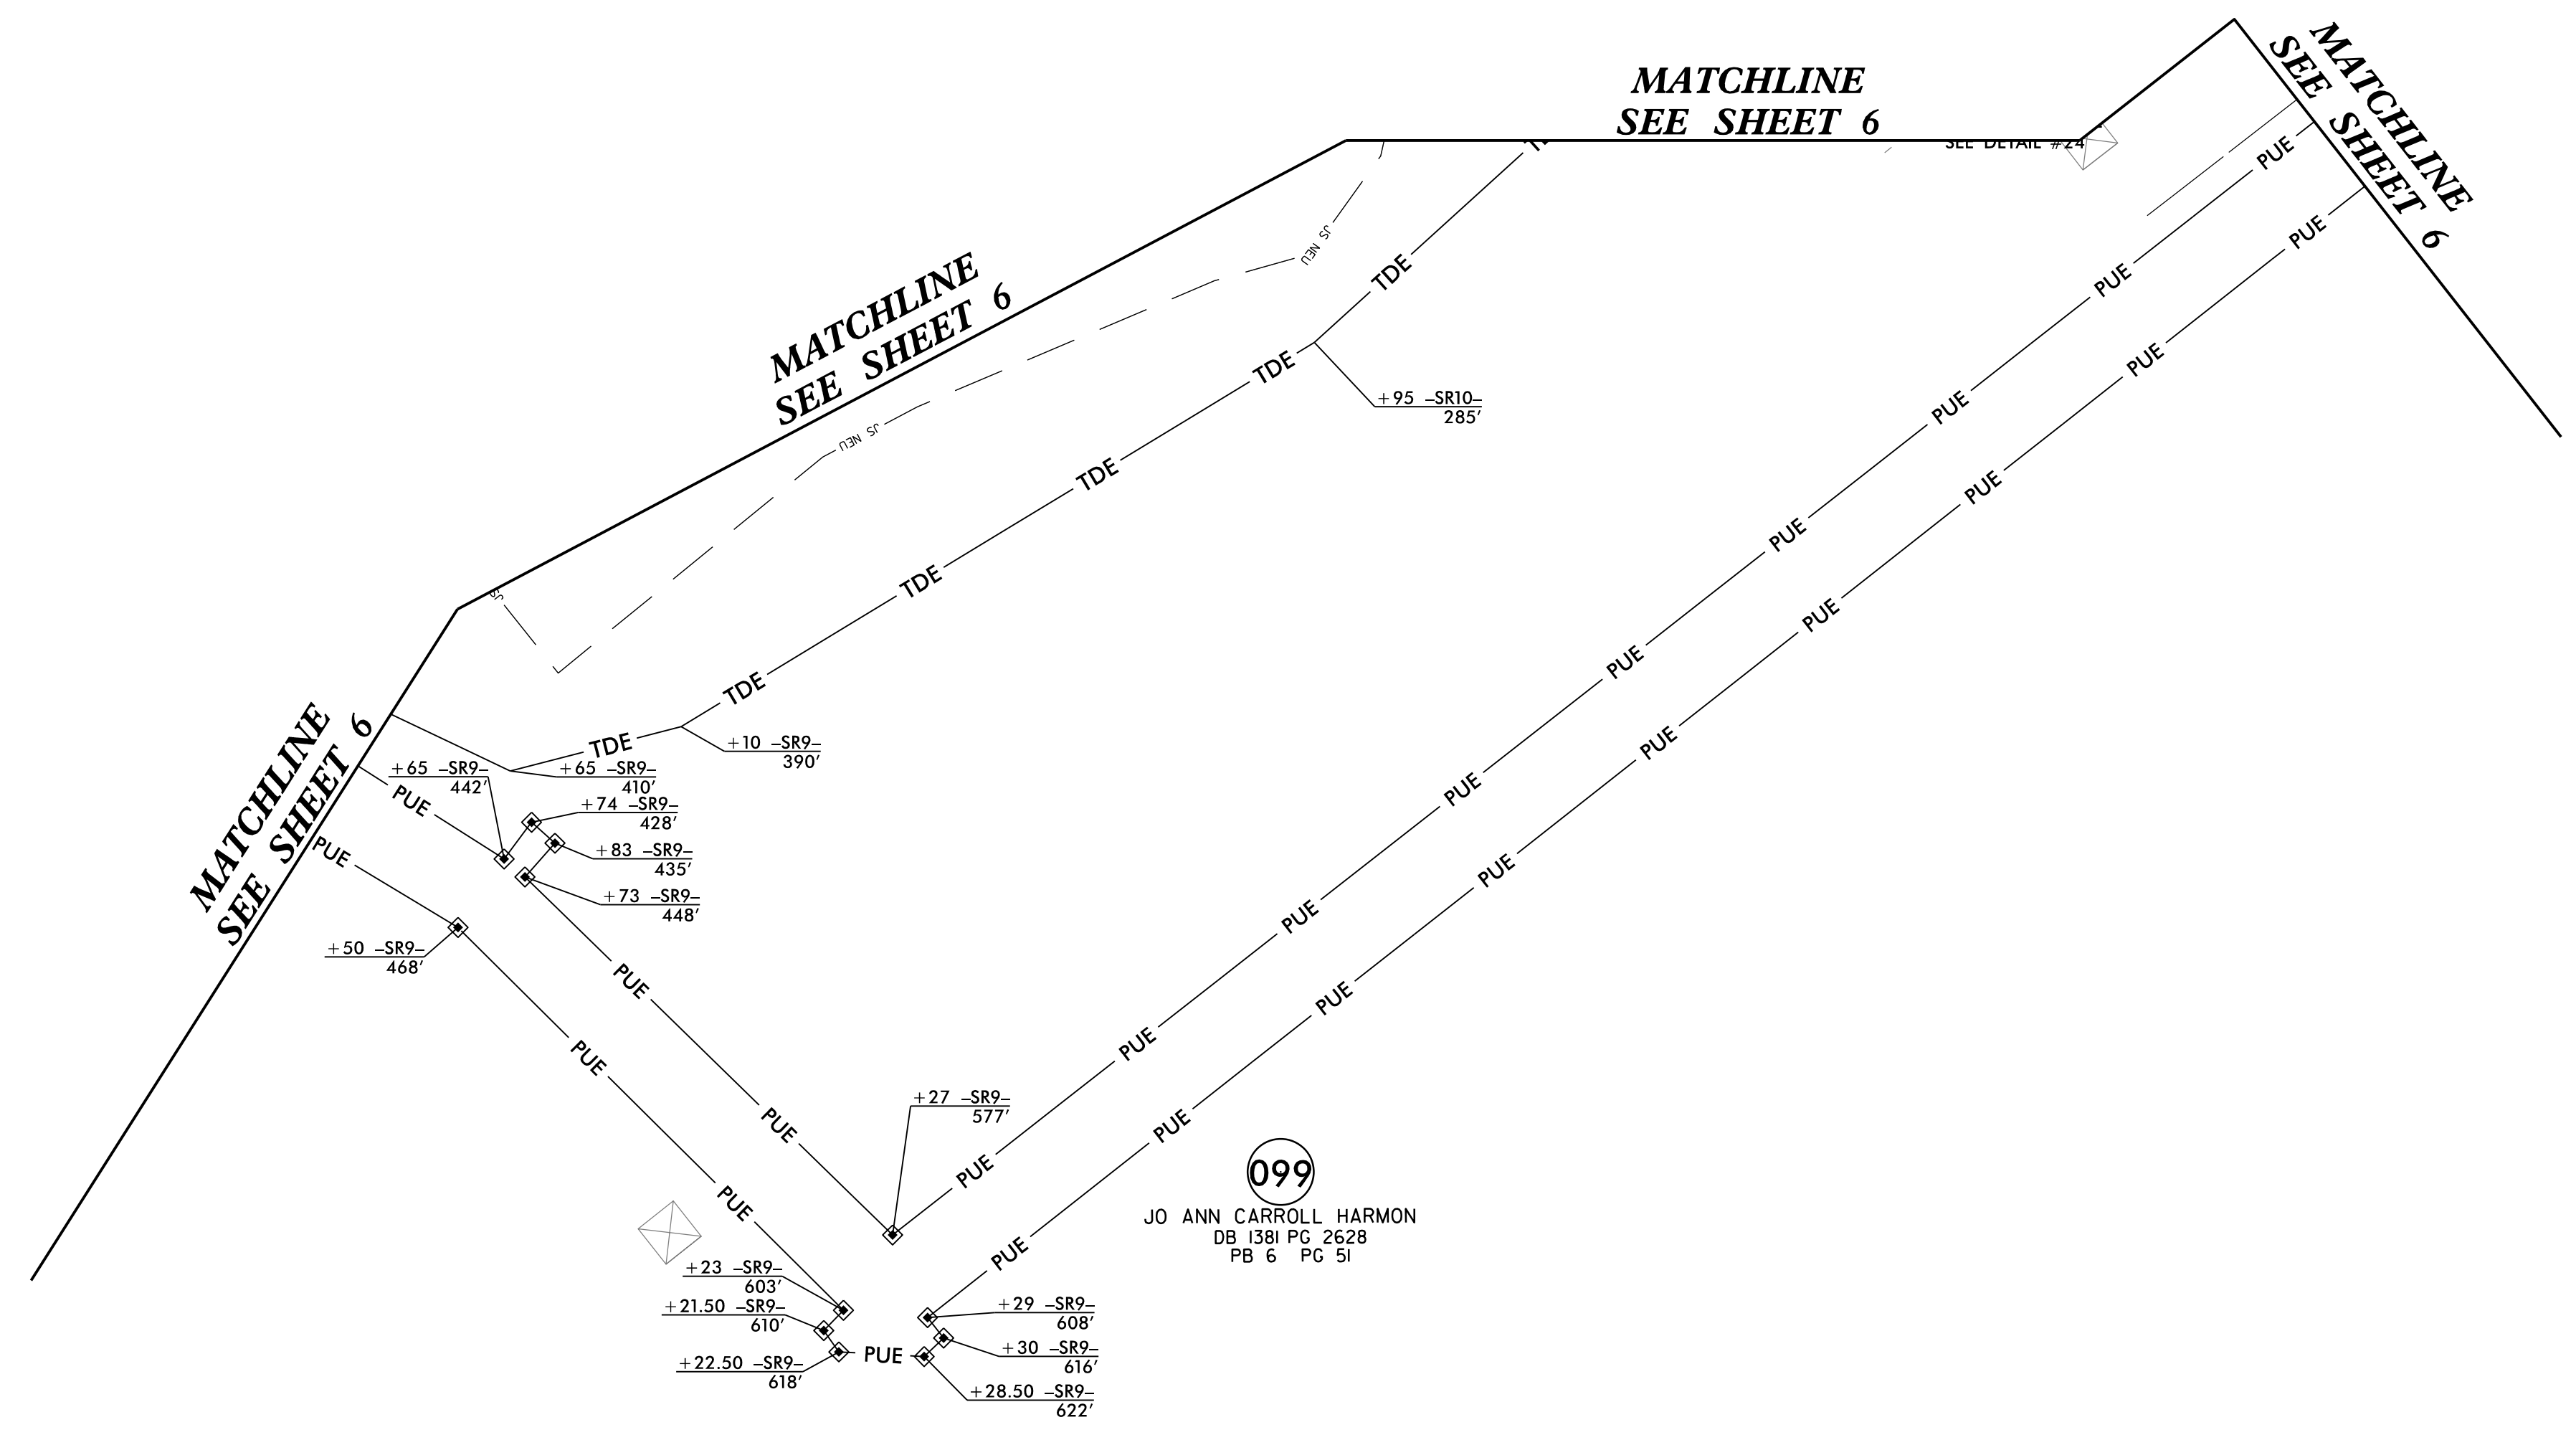 MATCHLINE
SEE SHEET 6
MATCHLINE
SEE SHEET 6
SEE DETAIL #24
PUE
PUE
JS NEU
TDE
PUE
MATCHLINE
SEE SHEET 6
PUE
TDE
+95 –SR10–
285'
PUE
JS NEU
TDE
PUE
PUE
TDE
JS
PUE
PUE
TDE
PUE
MATCHLINE
SEE SHEET 6
TDE
+10 –SR9–
390'
PUE
+65 –SR9–
442'
+65 –SR9–
410'
PUE
PUE
+74 –SR9–
428'
PUE
+83 –SR9–
435'
PUE
+73 –SR9–
448'
PUE
+50 –SR9–
468'
PUE
PUE
PUE
PUE
+27 –SR9–
577'
PUE
PUE
PUE
PUE
099
JO ANN CARROLL HARMON
DB 1381 PG 2628
PB 6 PG 51
PUE
+23 –SR9–
603'
+21.50 –SR9–
610'
+29 –SR9–
608'
+22.50 –SR9–
618'
PUE
+30 –SR9–
616'
+28.50 –SR9–
622'